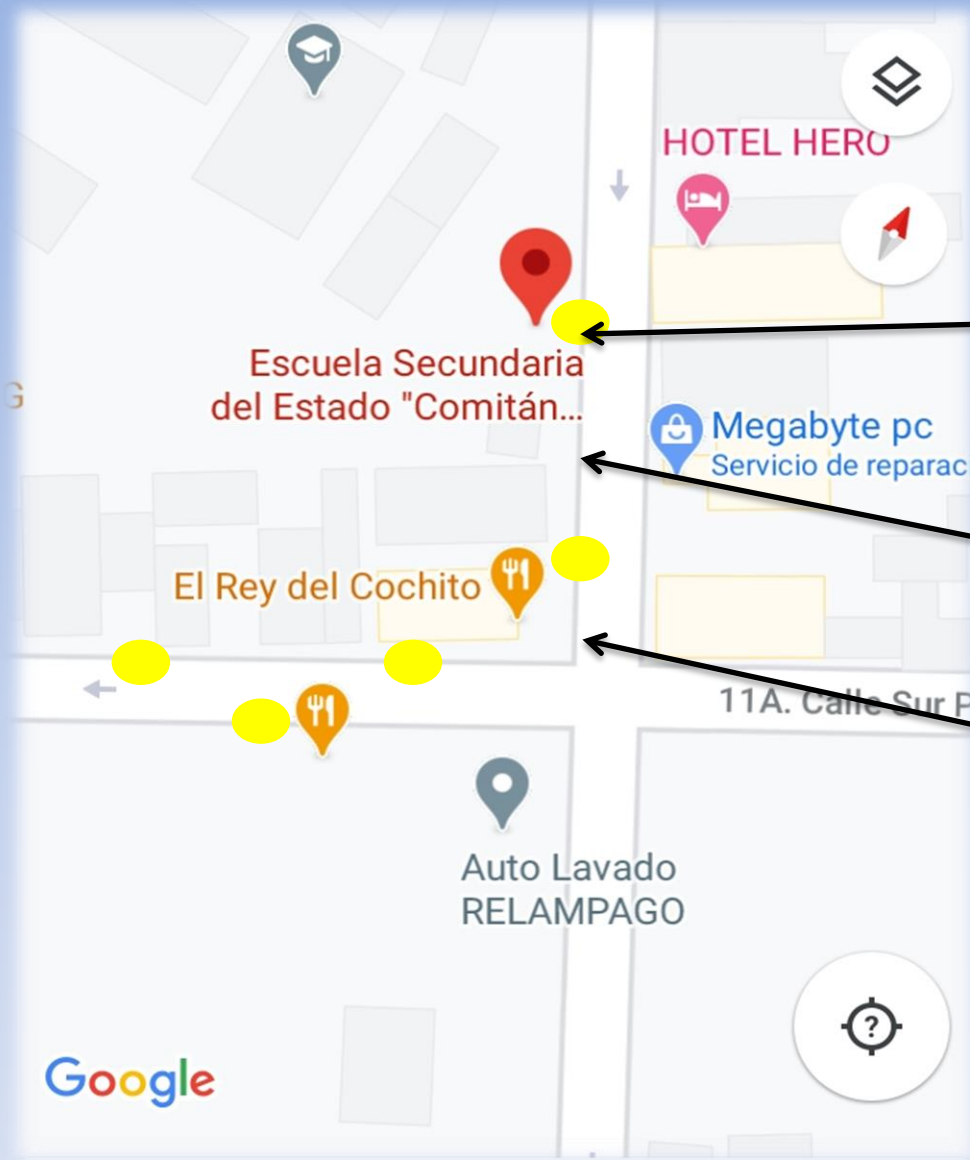 HOTEL HERO
Escuela Secundaria
del Estado "Comitán...
G
Megabyte pc
Servicio de reparac
El Rey del Cochito
11A. Calle Sur P
Auto Lavado
RELAMPAGO
?
Google